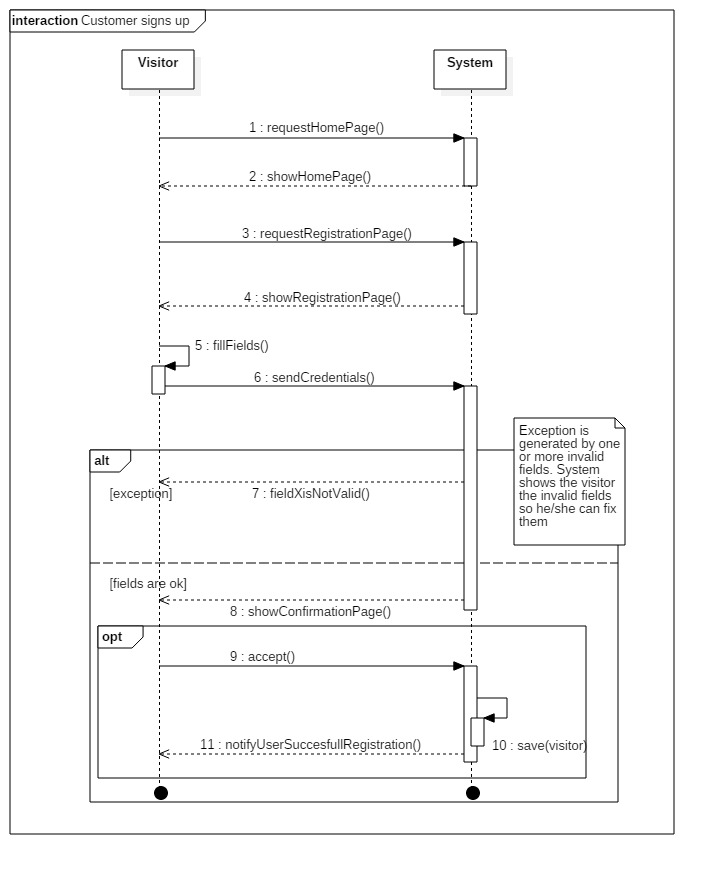 interaction Customer signs up
Visitor
System
1 : requestHomePage()
2 : showHomePage()
3 : requestRegistrationPage()
4 : showRegistrationPage()
5 : fillFields()
6 : sendCredentials()
Exception is
generated by one
or more invalid
fields. System
shows the visitor
the invalid fields
so he/she can fix
them
alt
[exception]
7 : fieldXisNotValid()
[fields are ok]
8 : showConfirmationPage()
opt
9 : accept()
10 : save(visitor)
11 : notifyUserSuccesfullRegistration()